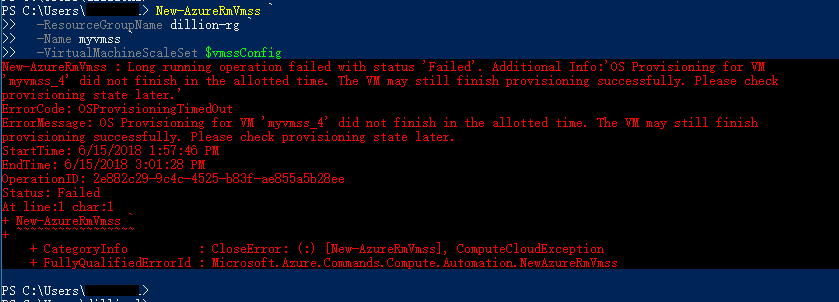 PS C:\Users\ > New-AzureRmVmss `
>> -ResourceGroupName dillion-rg `
>> -Name myvmss `
>> -VirtualMachineScaleSet $vmssConfig
New-AzureRmVmss : Long running operation failed with status 'Failed'. Additional Info:'OS Provisioning for VM
'myvmss_4' did not finish in the allotted time. The VM may still finish provisioning successfully. Please check
provisioning state later.'
ErrorCode: OSProvisioningTimedOut
ErrorMessage: OS Provisioning for VM 'myvmss_4' did not finish in the allotted time. The VM may still finish
provisioning successfully. Please check provisioning state later.
StartTime: 6/15/2018 1:57:46 PM
EndTime: 6/15/2018 3:01:28 PM
OperationID: 2e882c29-9c4c-4525-b83f-ae855a5b28ee
Status: Failed
At line:1 char:1
+ New-AzureRmVmss `
+ ~~~~~~~~~~~~~~~~~
+ CategoryInfo : CloseError: (:) [New-AzureRmVmss], ComputeCloudException
+ FullyQualifiedErrorId : Microsoft.Azure.Commands.Compute.Automation.NewAzureRmVmss
PS C:\Users\ >